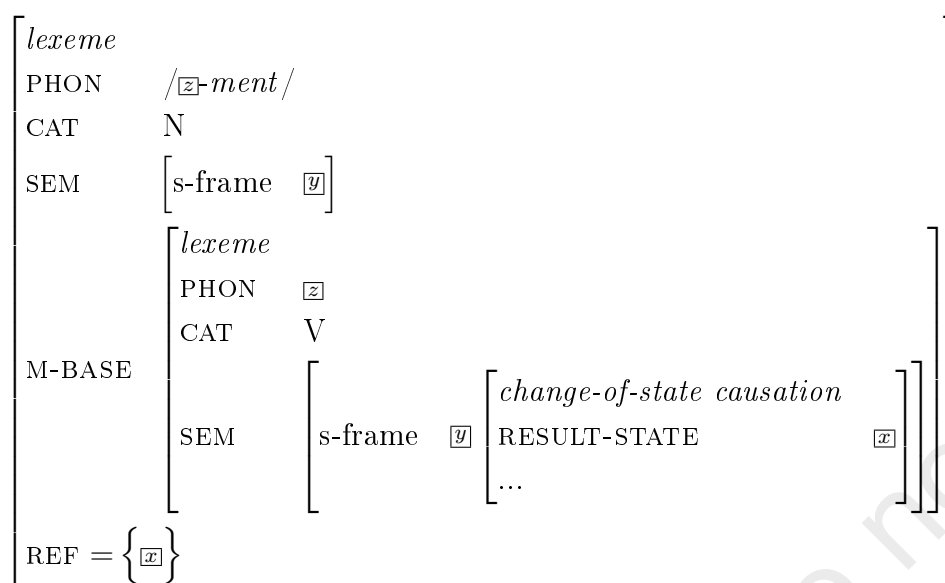 lexeme
PHON /z-ment/
CAT N
SEM [s-frame y]
lexeme
PHON z
CAT V
M-BASE
change-of-state causation
SEM s-frame y RESULT-STATE x
...
REF = {x}